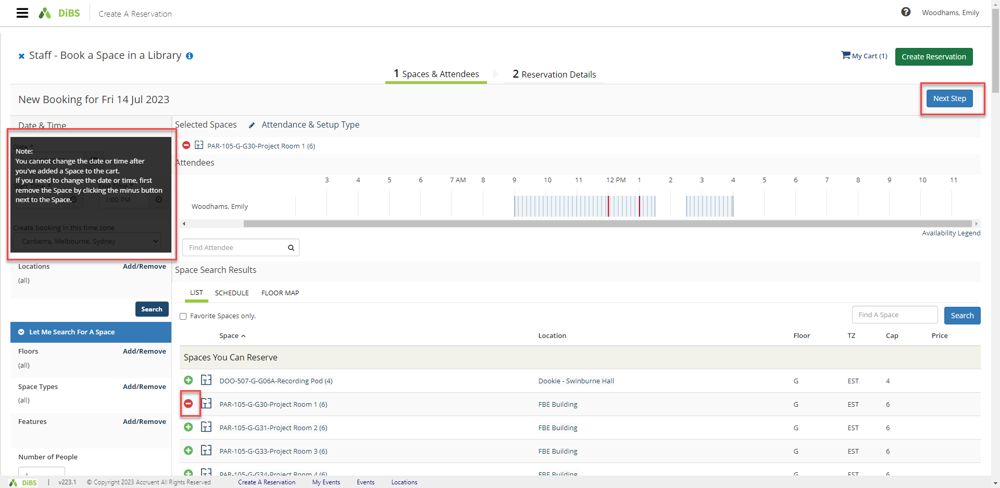 DiBS
Create A Reservation
Woodhams, Emily
Staff - Book a Space in a Library
My Cart (1)
Create Reservation
1 Spaces & Attendees
2 Reservation Details
New Booking for Fri 14 Jul 2023
Next Step
Date & Time
Date *
Note:
You cannot change the date or time after
you've added a Space to the cart.
If you need to change the date or time, first
remove the Space by clicking the minus button
next to the Space.
Start Time *
End Time *
1:00 PM
Create booking in this time zone
Canberra, Melbourne, Sydney
Locations
Add/Remove
(all)
Search
Let Me Search For A Space
Floors
Add/Remove
(all)
Space Types
Add/Remove
(all)
Features
Add/Remove
Number of People
1
Selected Spaces
Attendance & Setup Type
PAR-105-G-G30-Project Room 1 (6)
Attendees
3 4 5 6 7 AM 8 9 10 11 12 PM 1 2 3 4 5 6 7 8 9 10 11
Woodhams, Emily
Availability Legend
Find Attendee
Space Search Results
LIST SCHEDULE FLOOR MAP
Favorite Spaces only.
Find A Space
Search
Space Location Floor TZ Cap Price
Spaces You Can Reserve
DOO-507-G-G06A-Recording Pod (4) Dookie - Swinburne Hall G EST 4
PAR-105-G-G30-Project Room 1 (6) FBE Building G EST 6
PAR-105-G-G31-Project Room 2 (6) FBE Building G EST 6
PAR-105-G-G33-Project Room 3 (6) FBE Building G EST 6
PAR-105-G-G34-Project Room 4 (6) FBE Building G EST 6
DiBS | v223.1 © Copyright 2023 Accruent All Rights Reserved Create A Reservation My Events Events Locations